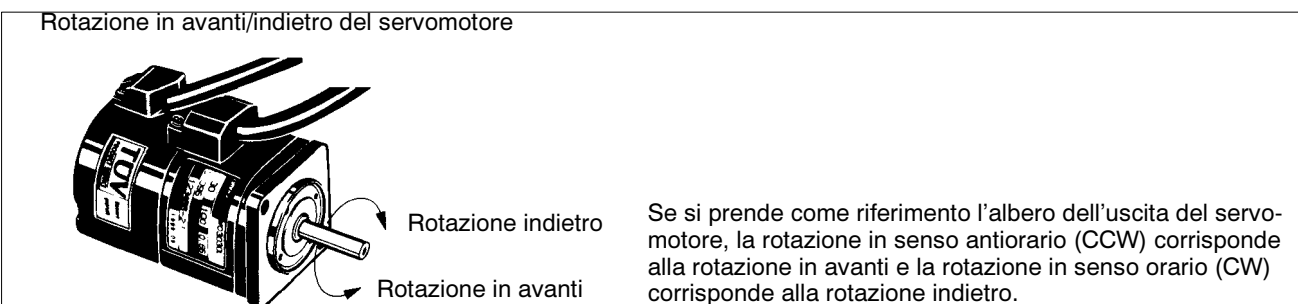 Rotazione in avanti/indietro del servomotore
TÜV
Rotazione indietro
Rotazione in avanti
Se si prende come riferimento l'albero dell'uscita del servo-
motore, la rotazione in senso antiorario (CCW) corrisponde
alla rotazione in avanti e la rotazione in senso orario (CW)
corrisponde alla rotazione indietro.